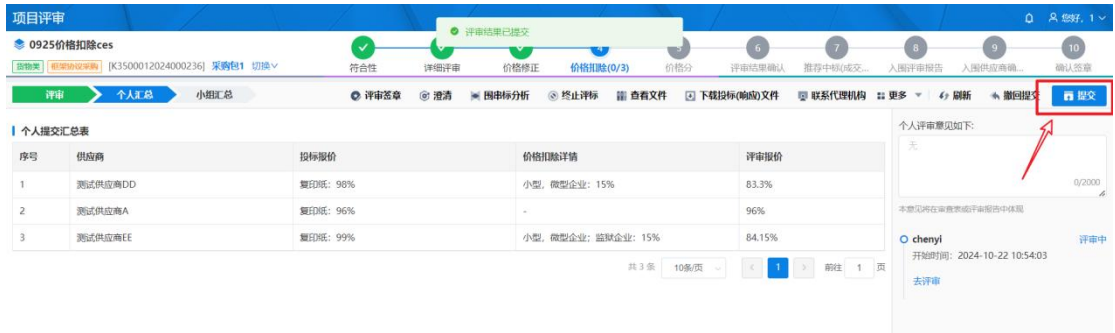 项目评审
您好, 1
评审结果已提交
0925价格扣除ces
货物类 框架协议采购 [K3500012024000236] 采购包1 切换
符合性 详细评审 价格修正 价格扣除(0/3) 5 价格分 6 评审结果确认 7 推荐中标(成交... 8 入围评审报告 9 入围供应商确... 10 确认签章
评审 个人汇总 小组汇总 评审签章 澄清 围串标分析 终止评标 查看文件 下载投标(响应)文件 联系代理机构 更多 刷新 撤回提交 提交
个人提交汇总表
序号 供应商 投标报价 价格扣除详情 评审报价
1 测试供应商DD 复印纸: 98% 小型, 微型企业: 15% 83.3%
2 测试供应商A 复印纸: 96% - 96%
3 测试供应商EE 复印纸: 99% 小型, 微型企业; 监狱企业: 15% 84.15%
共 3 条 10条/页 1 前往 1 页
个人评审意见如下:
无
0/2000
本意见将在审查表或评审报告中体现
chenyi 评审中
开始时间: 2024-10-22 10:54:03
去评审